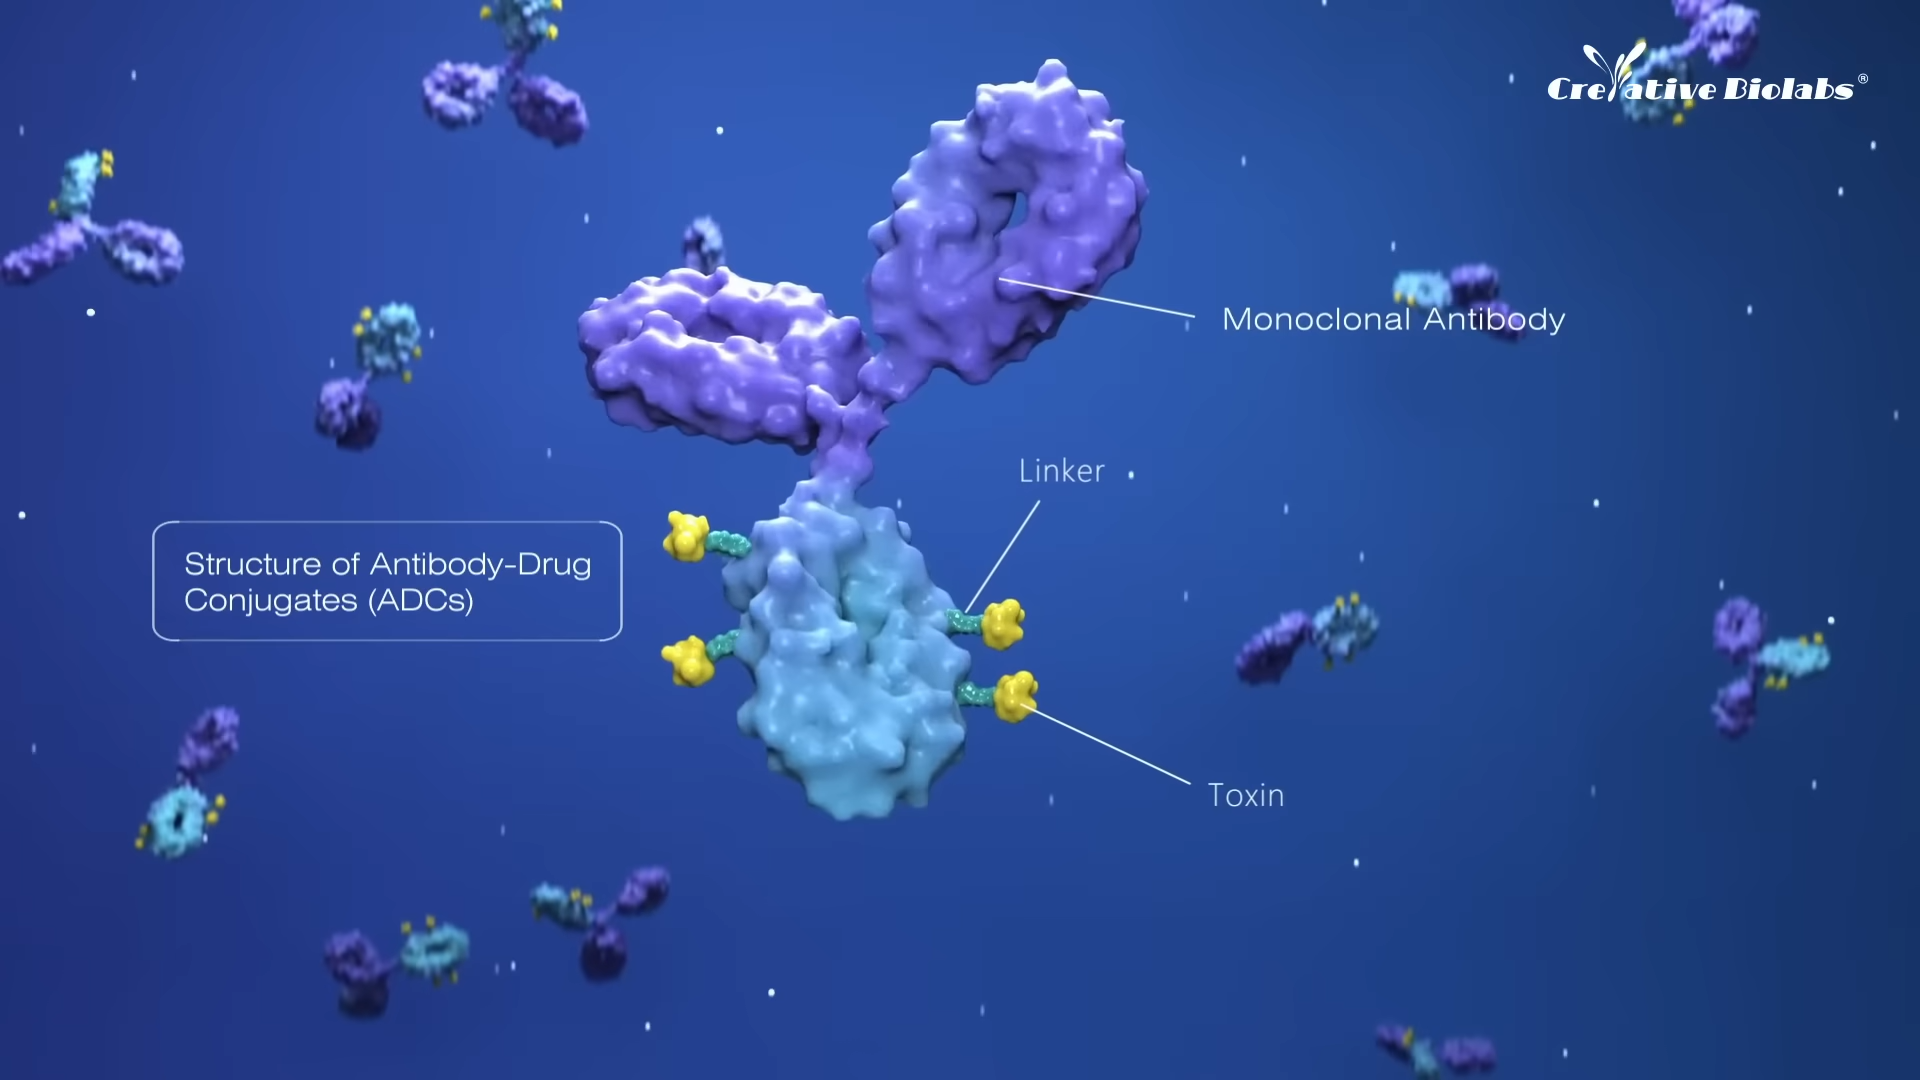 Creative Biolabs®
Monoclonal Antibody
Linker
Structure of Antibody-Drug
Conjugates (ADCs)
Toxin